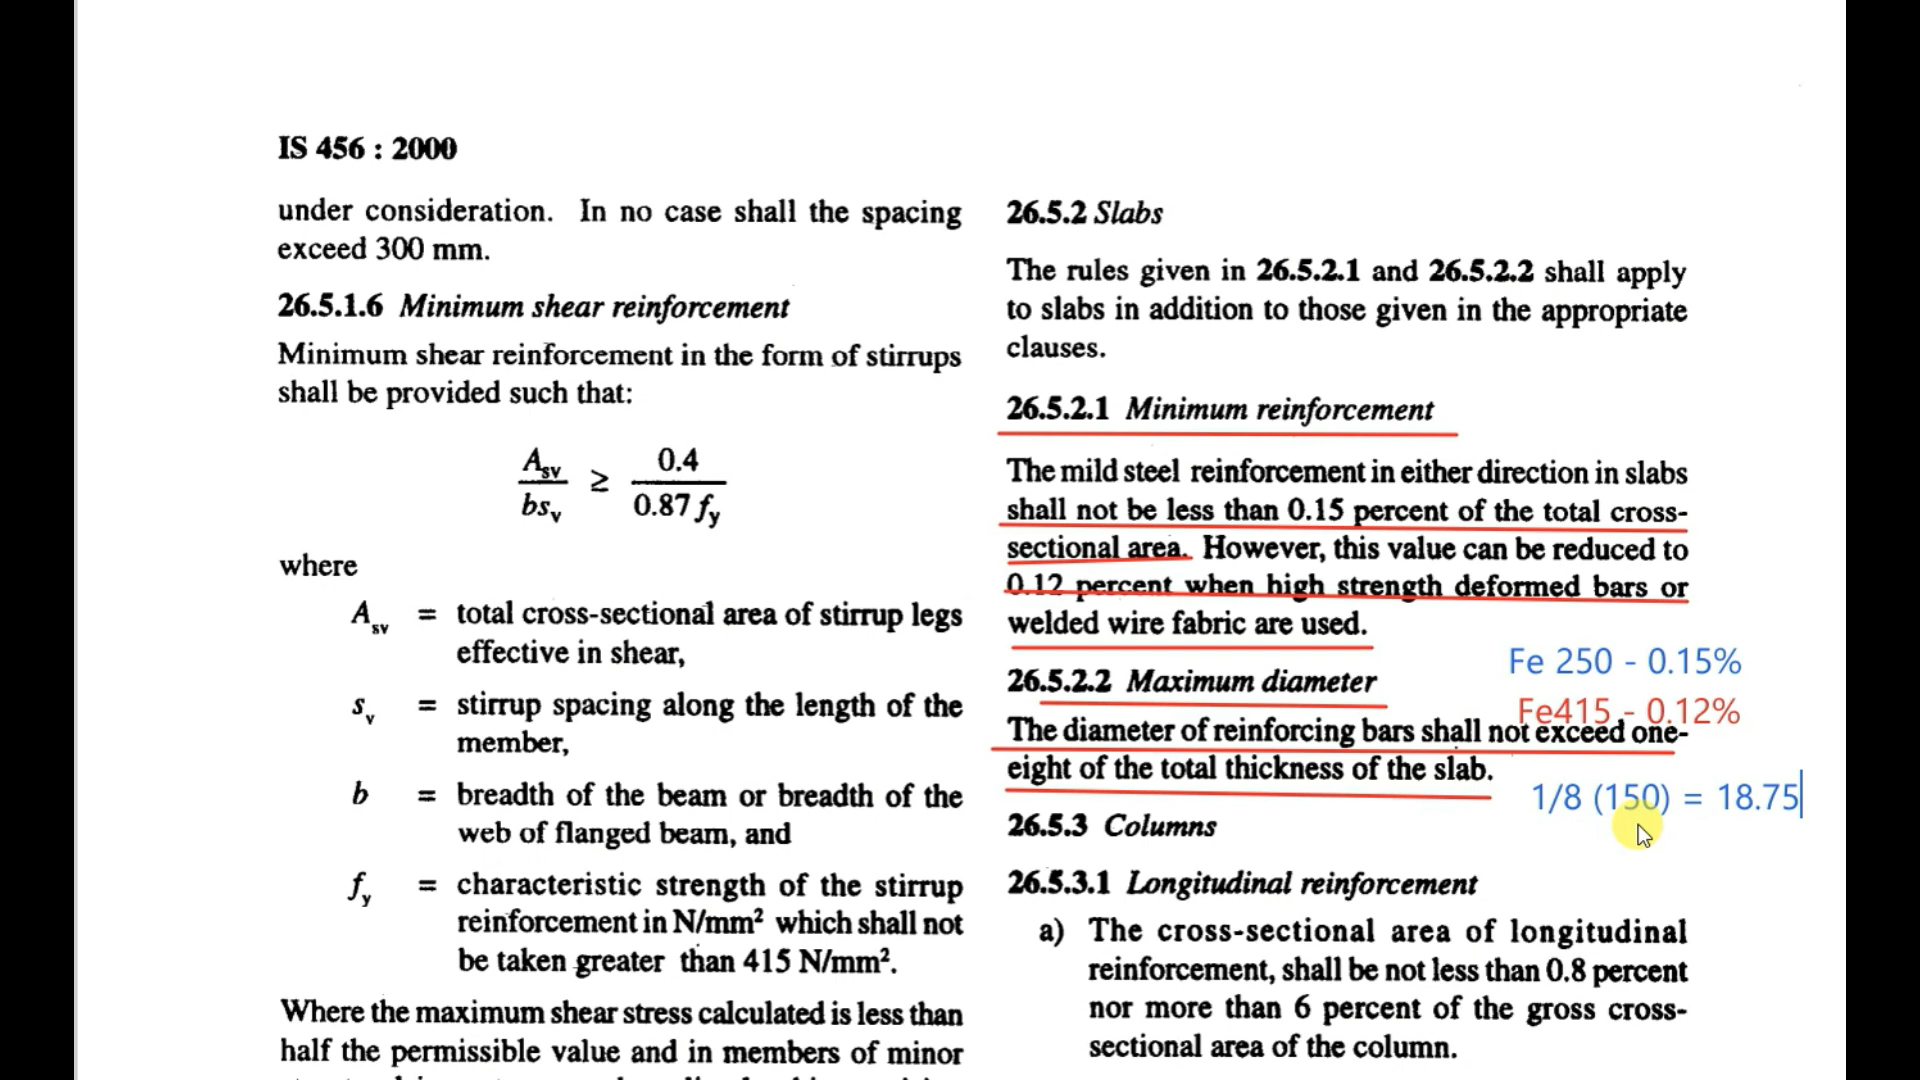 IS 456 : 2000
under consideration. In no case shall the spacing
exceed 300 mm.
26.5.1.6 Minimum shear reinforcement
Minimum shear reinforcement in the form of stirrups
shall be provided such that:
A_sv / bs_v ≥ 0.4 / 0.87 f_y
where
A_sv = total cross-sectional area of stirrup legs
effective in shear,
s_v = stirrup spacing along the length of the
member,
b = breadth of the beam or breadth of the
web of flanged beam, and
f_y = characteristic strength of the stirrup
reinforcement in N/mm² which shall not
be taken greater than 415 N/mm².
Where the maximum shear stress calculated is less than
half the permissible value and in members of minor
26.5.2 Slabs
The rules given in 26.5.2.1 and 26.5.2.2 shall apply
to slabs in addition to those given in the appropriate
clauses.
26.5.2.1 Minimum reinforcement
The mild steel reinforcement in either direction in slabs
shall not be less than 0.15 percent of the total cross-
sectional area. However, this value can be reduced to
0.12 percent when high strength deformed bars or
welded wire fabric are used.
Fe 250 - 0.15%
26.5.2.2 Maximum diameter
Fe415 - 0.12%
The diameter of reinforcing bars shall not exceed one-
eight of the total thickness of the slab.
1/8 (150) = 18.75
26.5.3 Columns
26.5.3.1 Longitudinal reinforcement
a) The cross-sectional area of longitudinal
reinforcement, shall be not less than 0.8 percent
nor more than 6 percent of the gross cross-
sectional area of the column.